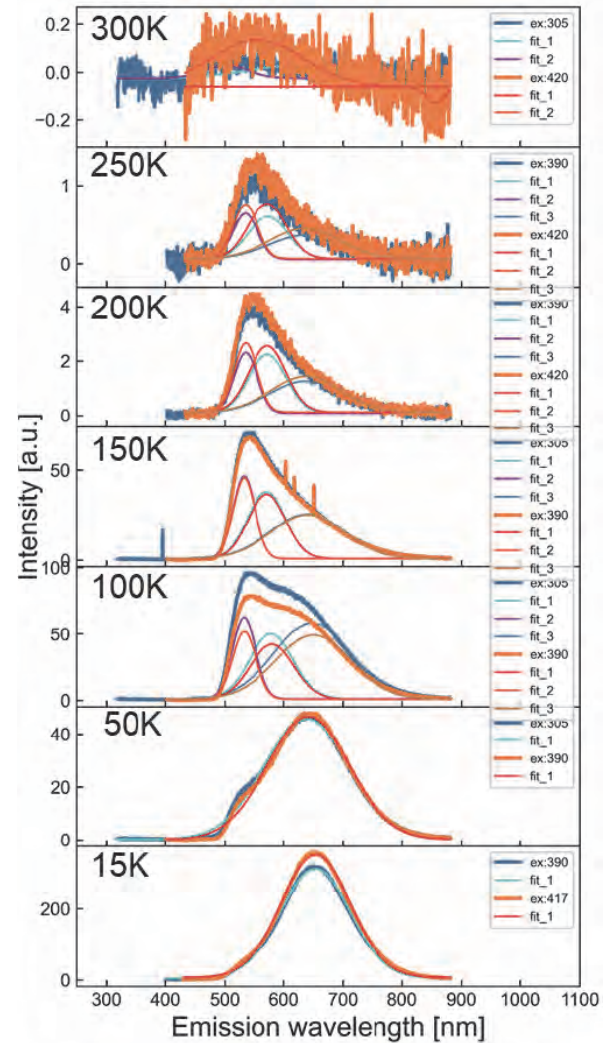 300K
0.2
0.0
−0.2
ex:305
fit_1
fit_2
ex:420
fit_1
fit_2
250K
1
0
ex:390
fit_1
fit_2
fit_3
ex:420
fit_1
fit_2
fit_3
200K
4
2
0
ex:390
fit_1
fit_2
fit_3
ex:420
fit_1
fit_2
fit_3
150K
50
0
ex:305
fit_1
fit_2
fit_3
ex:390
fit_1
fit_2
fit_3
100K
100
50
0
ex:305
fit_1
fit_2
fit_3
ex:390
fit_1
fit_2
fit_3
50K
40
20
0
ex:305
fit_1
ex:390
fit_1
15K
200
0
ex:390
fit_1
ex:417
fit_1
Intensity [a.u.]
300 400 500 600 700 800 900 1000 1100
Emission wavelength [nm]